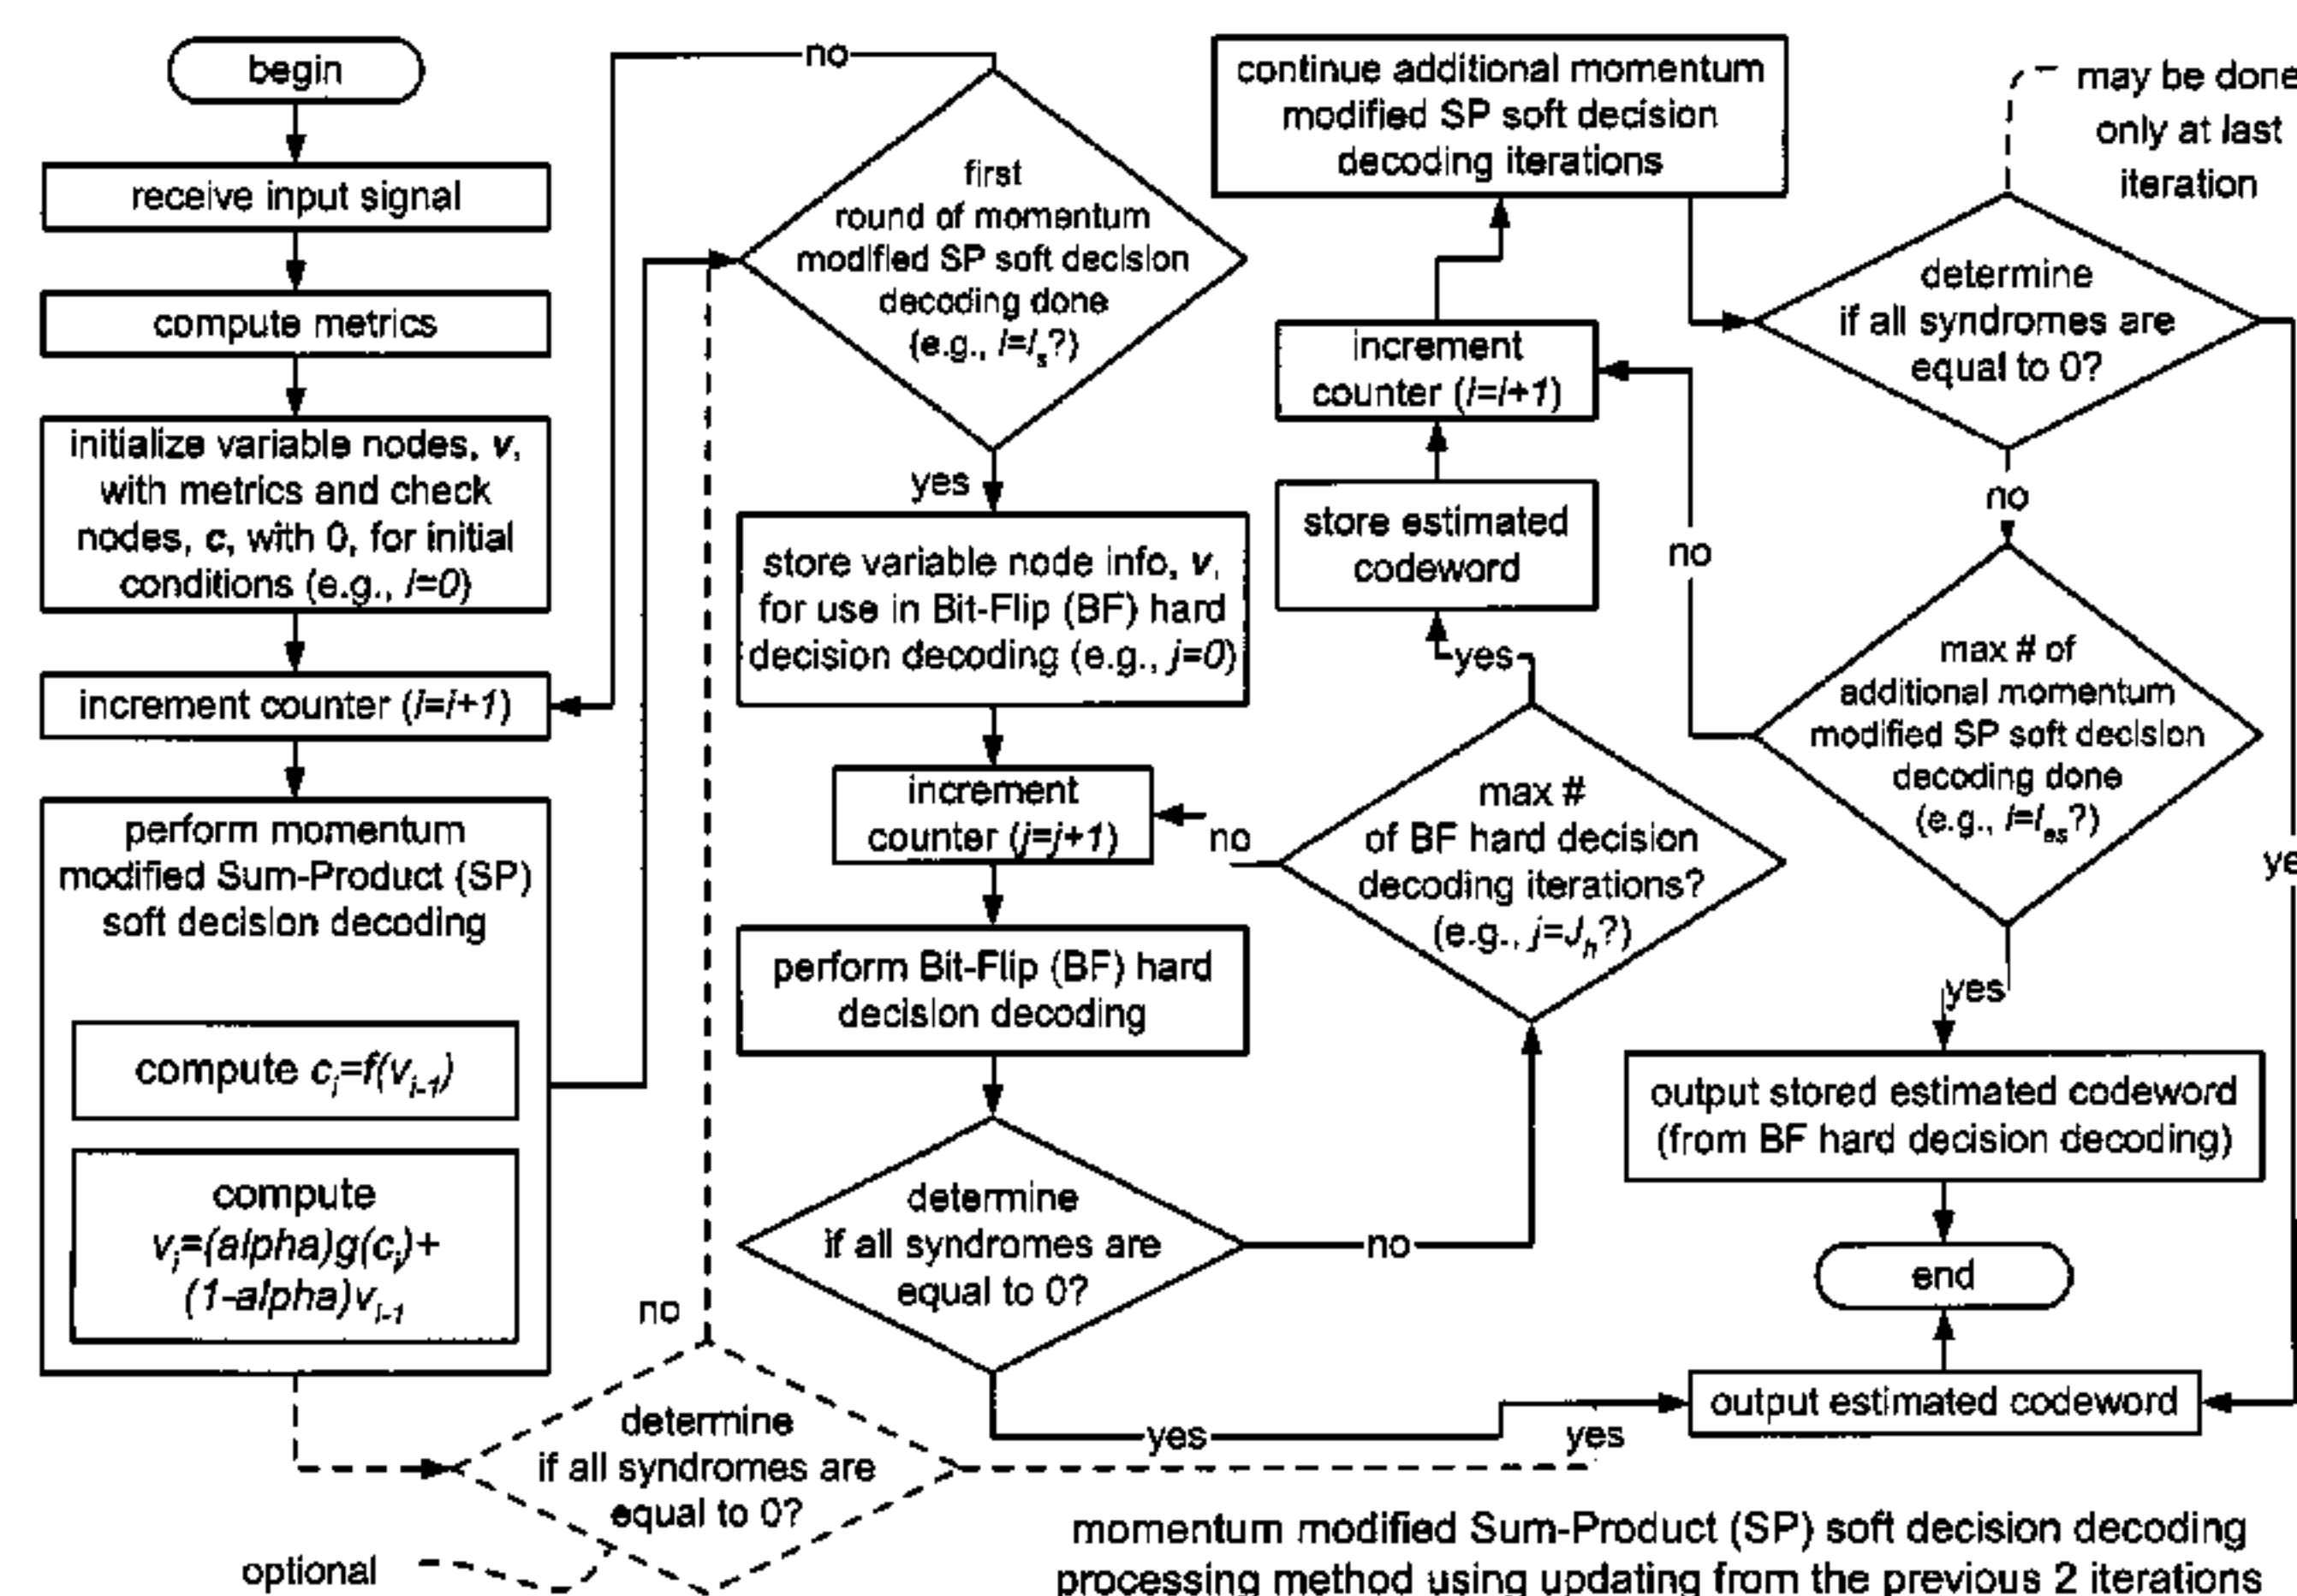 begin
receive input signal
compute metrics
initialize variable nodes, v,
with metrics and check
nodes, c, with 0, for initial
conditions (e.g., i=0)
increment counter (i=i+1)
perform momentum
modified Sum-Product (SP)
soft decision decoding
compute c_i=f(v_{i-1})
compute
v_i=(alpha)g(c_i)+
(1-alpha)v_{i-1}
optional
determine
if all syndromes are
equal to 0?
no
yes
no
first
round of momentum
modified SP soft decision
decoding done
(e.g., i=I_s?)
yes
store variable node info, v,
for use in Bit-Flip (BF) hard
decision decoding (e.g., j=0)
increment
counter (j=j+1)
perform Bit-Flip (BF) hard
decision decoding
determine
if all syndromes are
equal to 0?
yes
no
max #
of BF hard decision
decoding iterations?
(e.g., j=J_h?)
no
yes
store estimated
codeword
increment
counter (i=i+1)
continue additional momentum
modified SP soft decision
decoding iterations
may be done
only at last
iteration
determine
if all syndromes are
equal to 0?
no
max # of
additional momentum
modified SP soft decision
decoding done
(e.g., i=I_es?)
no
yes
output stored estimated codeword
(from BF hard decision decoding)
end
output estimated codeword
ye
momentum modified Sum-Product (SP) soft decision decoding
processing method using updating from the previous 2 iterations